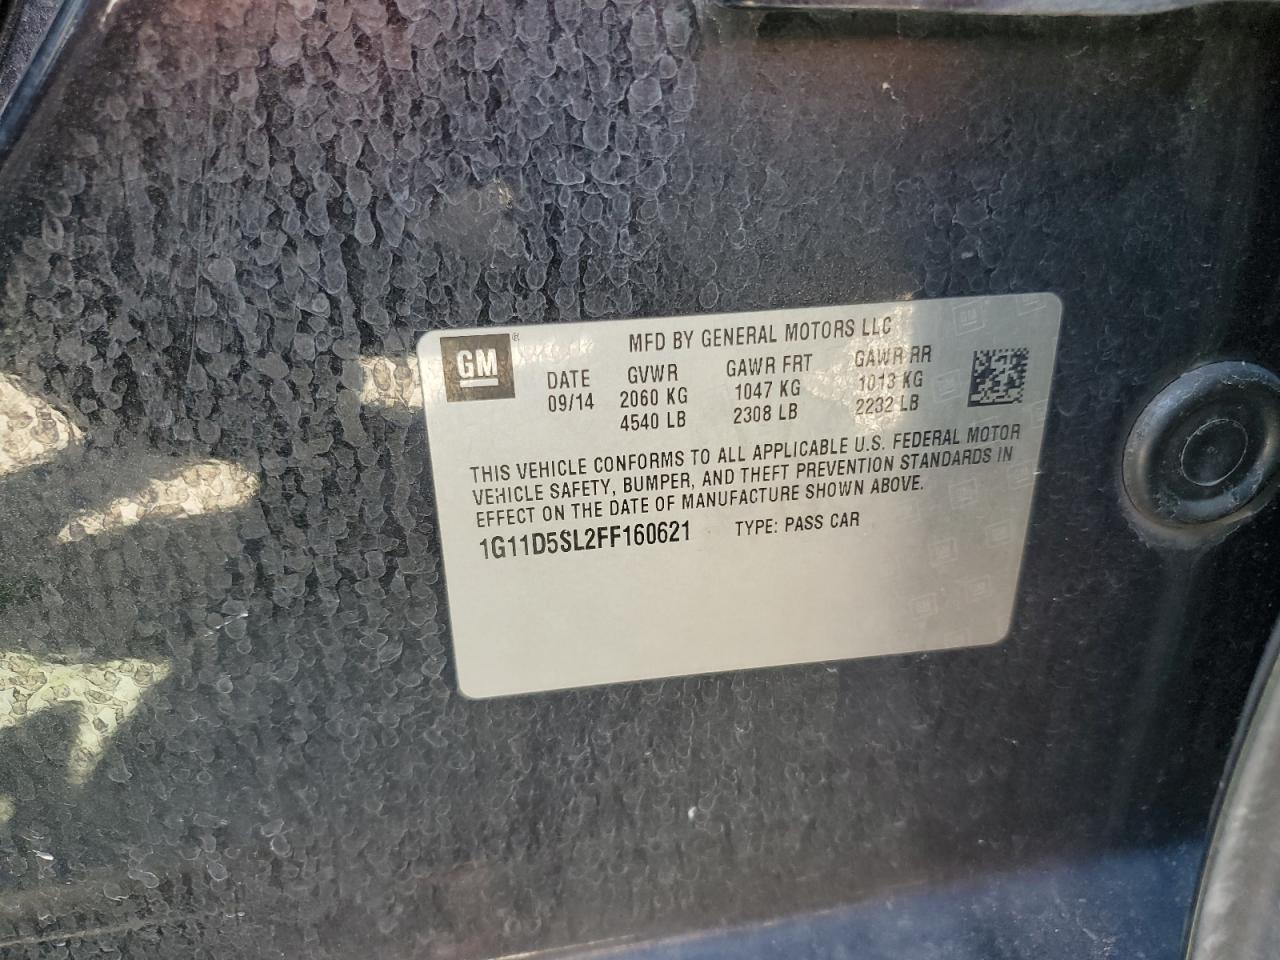 GM ®
MFD BY GENERAL MOTORS LLC
DATE GVWR GAWR FRT GAWR RR
09/14 2060 KG 1047 KG 1013 KG
4540 LB 2308 LB 2232 LB
THIS VEHICLE CONFORMS TO ALL APPLICABLE U.S. FEDERAL MOTOR
VEHICLE SAFETY, BUMPER, AND THEFT PREVENTION STANDARDS IN
EFFECT ON THE DATE OF MANUFACTURE SHOWN ABOVE.
1G11D5SL2FF160621 TYPE: PASS CAR